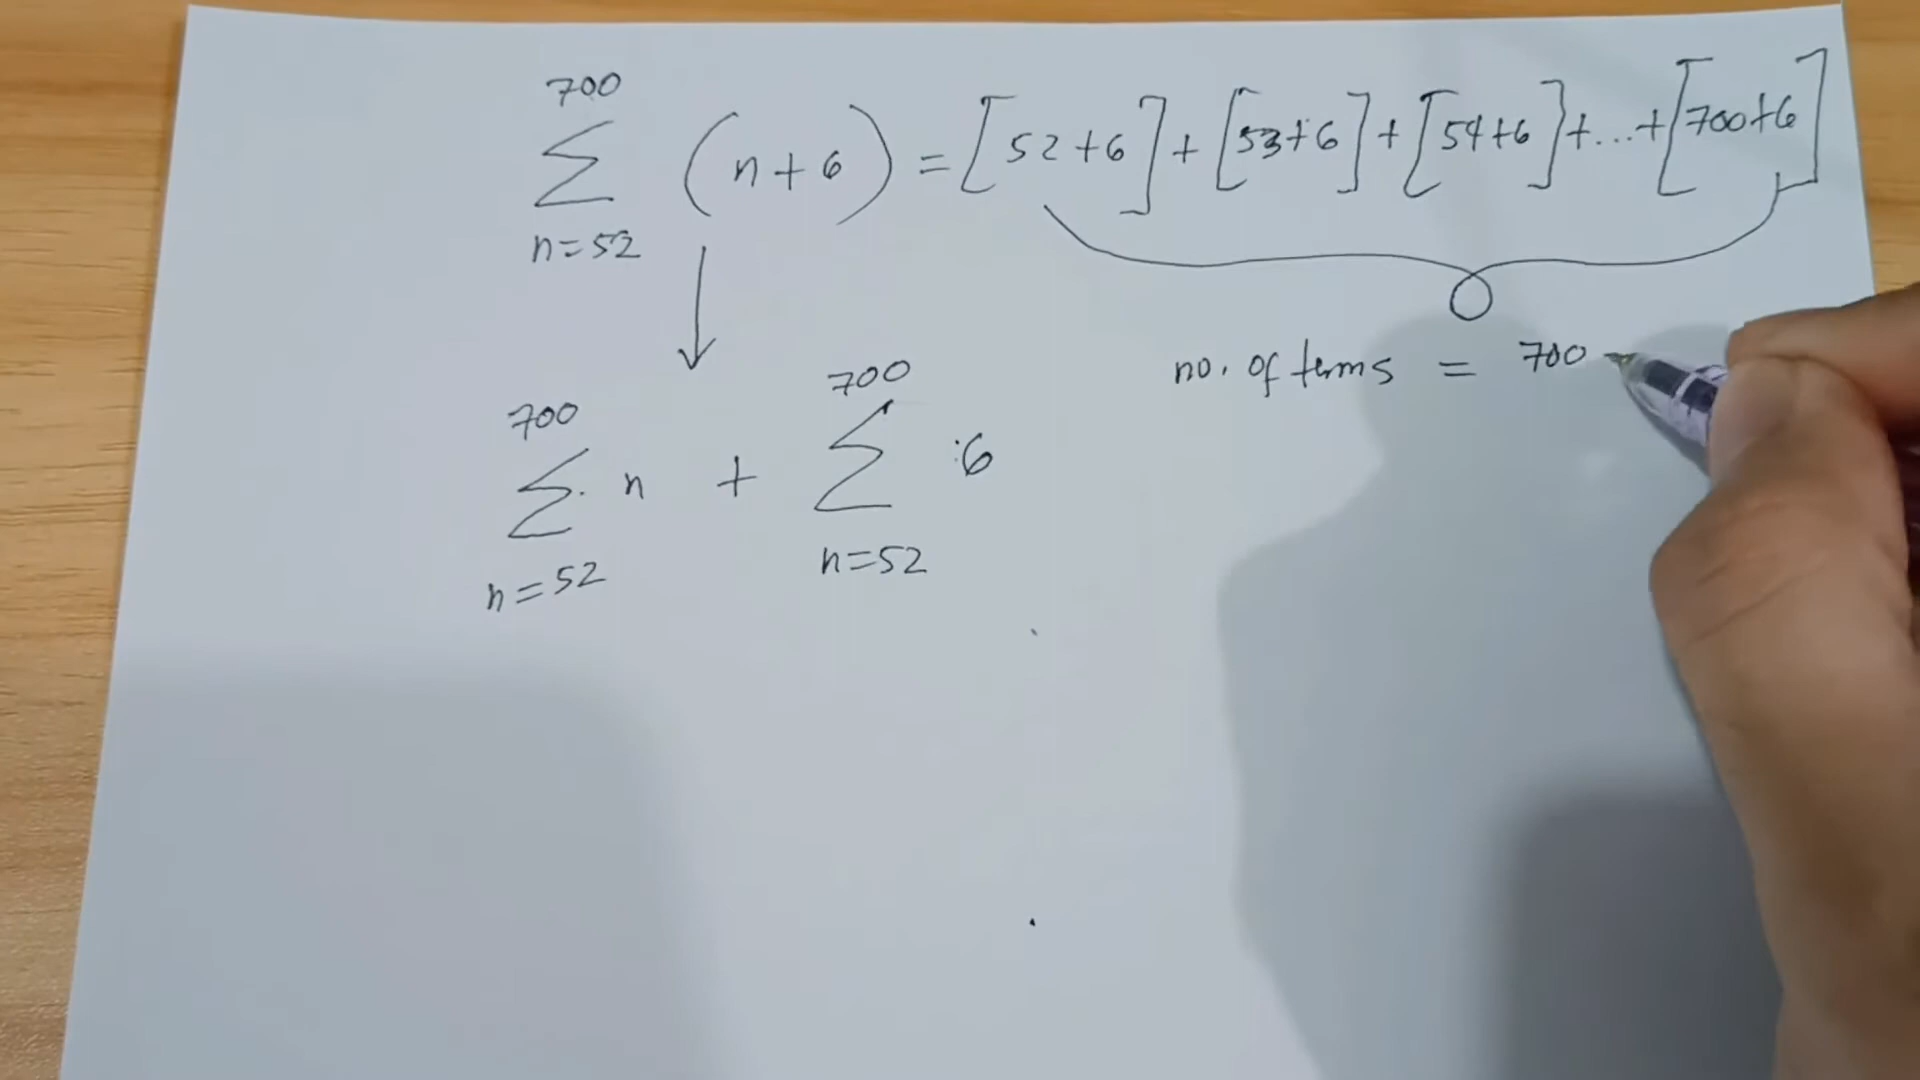 700
∑ (n+6) = [52+6] + [53+6] + [54+6] + ... + [700+6]
n=52
no. of terms = 700
700 700
∑ n + ∑ 6
n=52 n=52